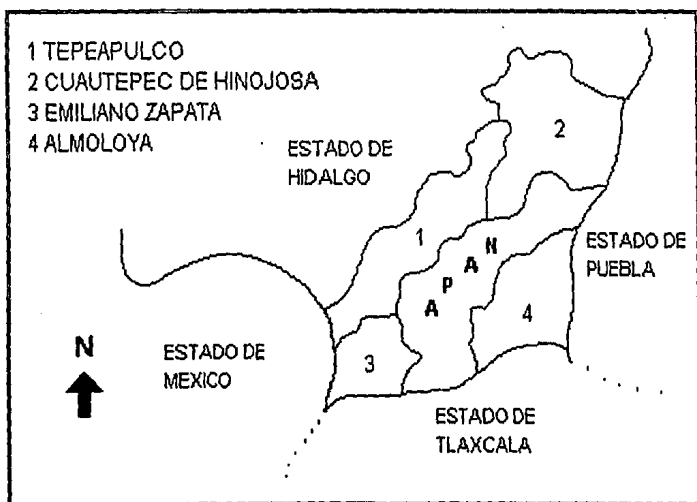 1 TEPEAPULCO
2 CUAUTEPEC DE HINOJOSA
3 EMILIANO ZAPATA
4 ALMOLOYA
ESTADO DE
HIDALGO
2
1
APAN
ESTADO DE
PUEBLA
4
3
N
ESTADO DE
MEXICO
ESTADO DE
TLAXCALA